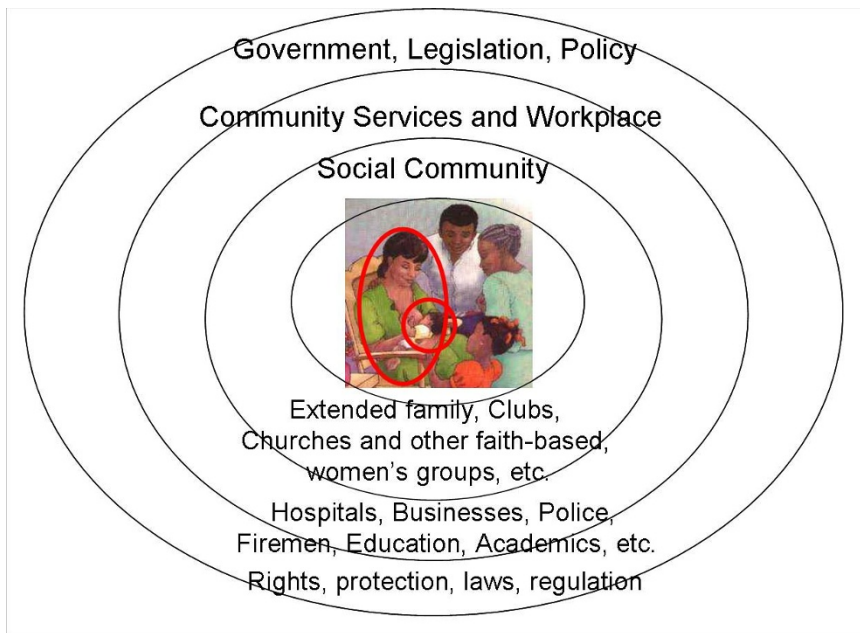 Government, Legislation, Policy
Community Services and Workplace
Social Community
Extended family, Clubs,
Churches and other faith-based,
women's groups, etc.
Hospitals, Businesses, Police,
Firemen, Education, Academics, etc.
Rights, protection, laws, regulation